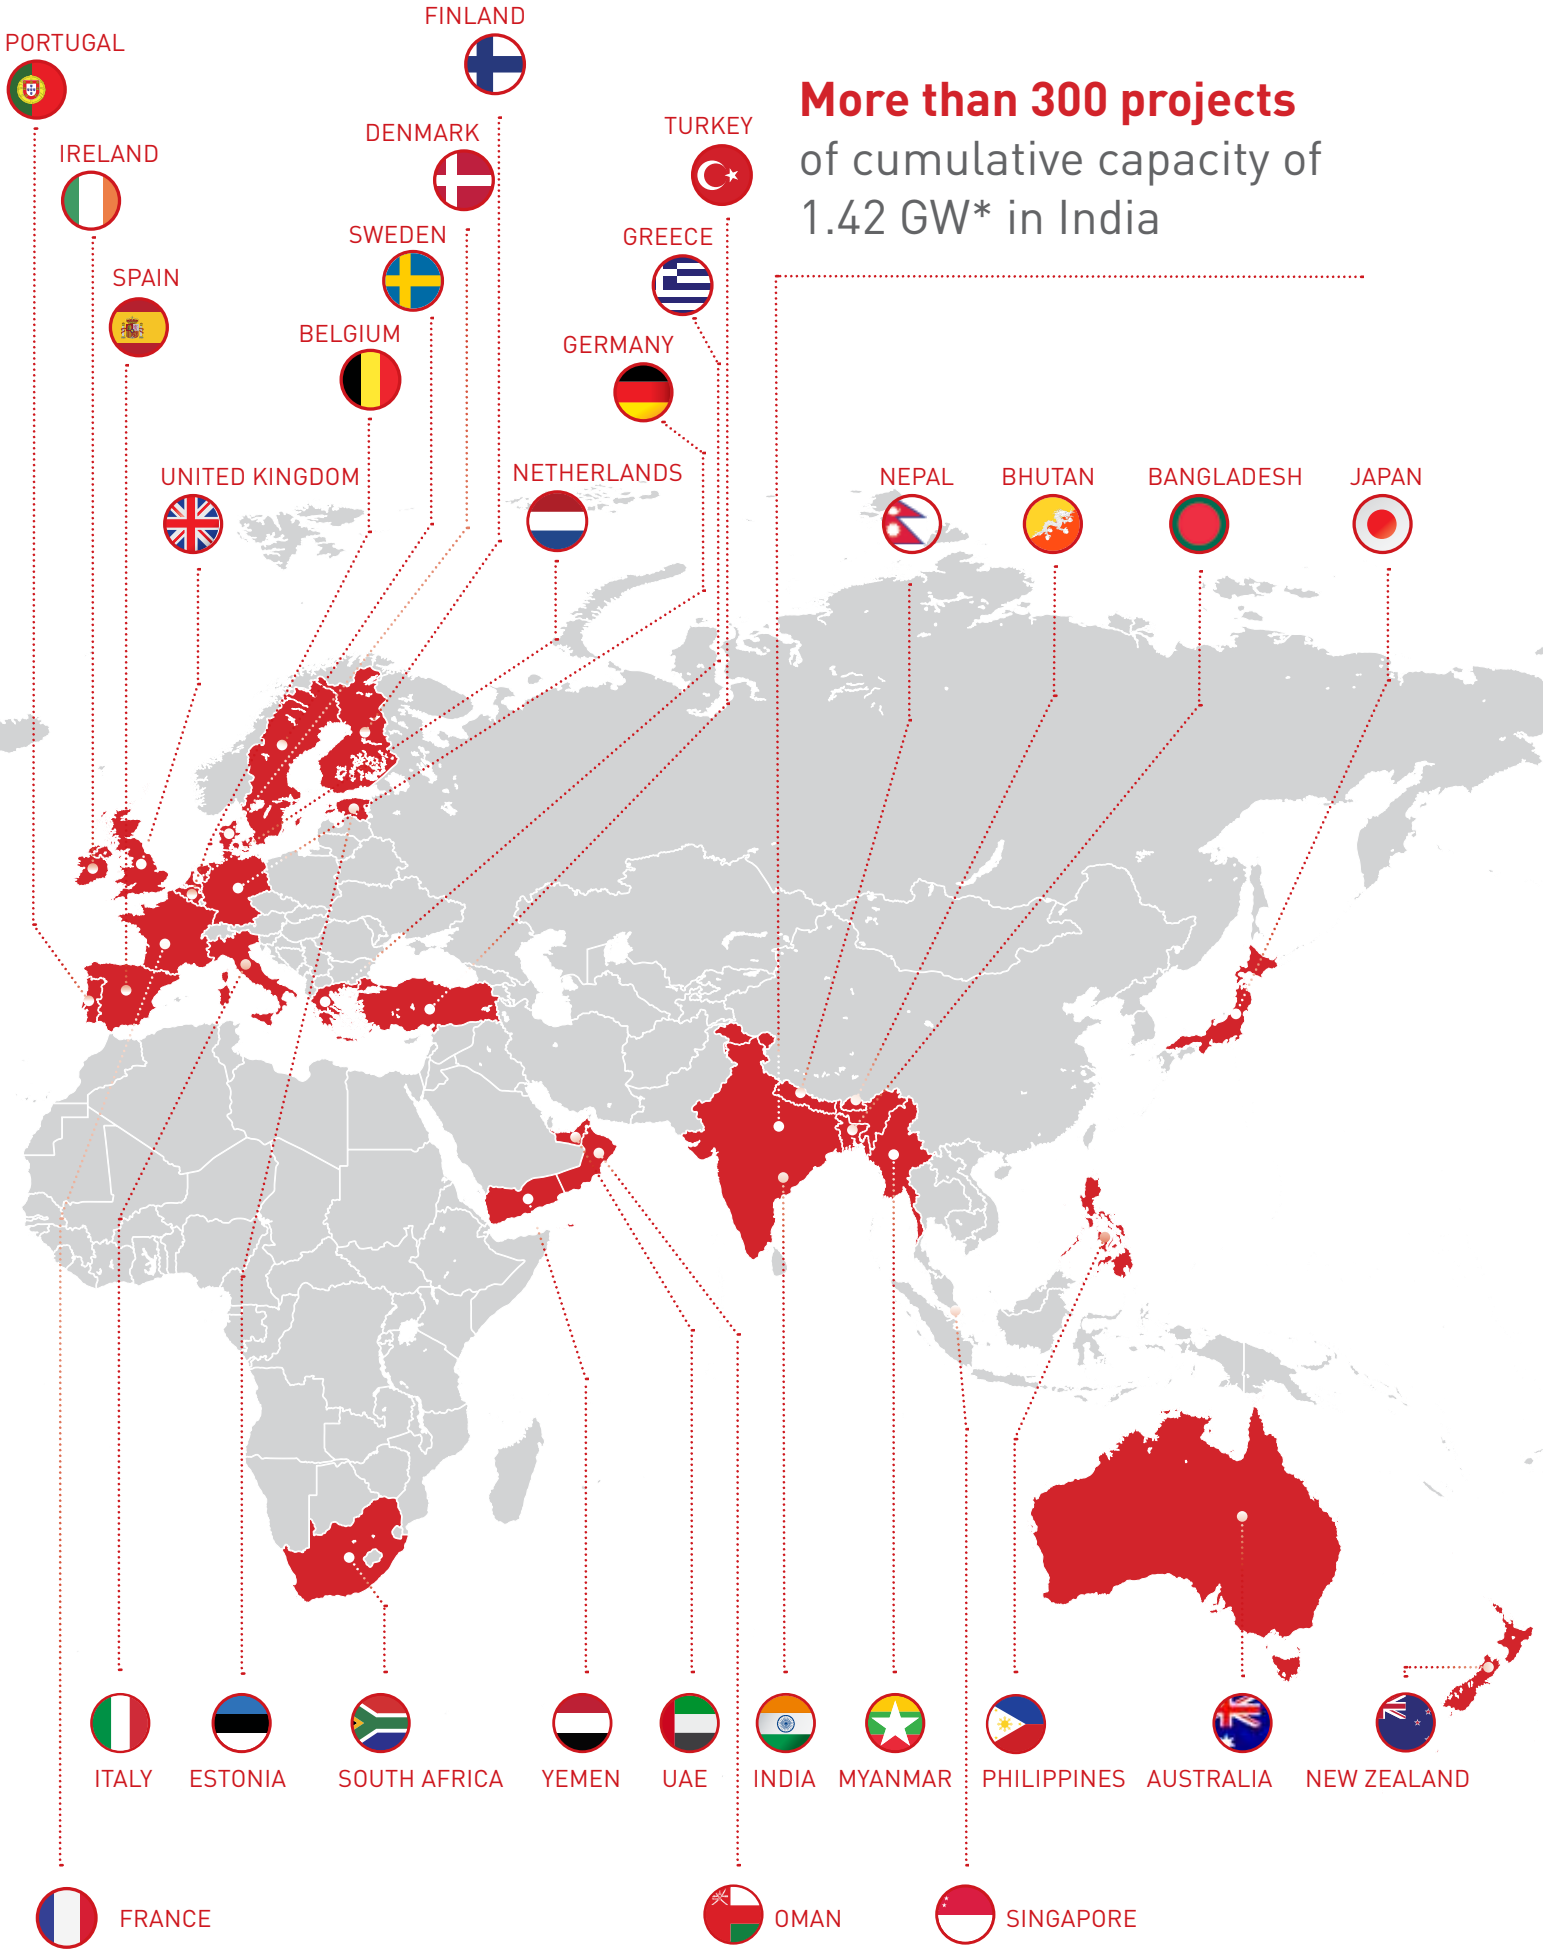 FINLAND
PORTUGAL
More than 300 projects
of cumulative capacity of
1.42 GW* in India
DENMARK
TURKEY
IRELAND
SWEDEN
GREECE
SPAIN
BELGIUM
GERMANY
UNITED KINGDOM
NETHERLANDS
NEPAL
BHUTAN
BANGLADESH
JAPAN
ITALY
ESTONIA
SOUTH AFRICA
YEMEN
UAE
INDIA
MYANMAR
PHILIPPINES
AUSTRALIA
NEW ZEALAND
FRANCE
OMAN
SINGAPORE